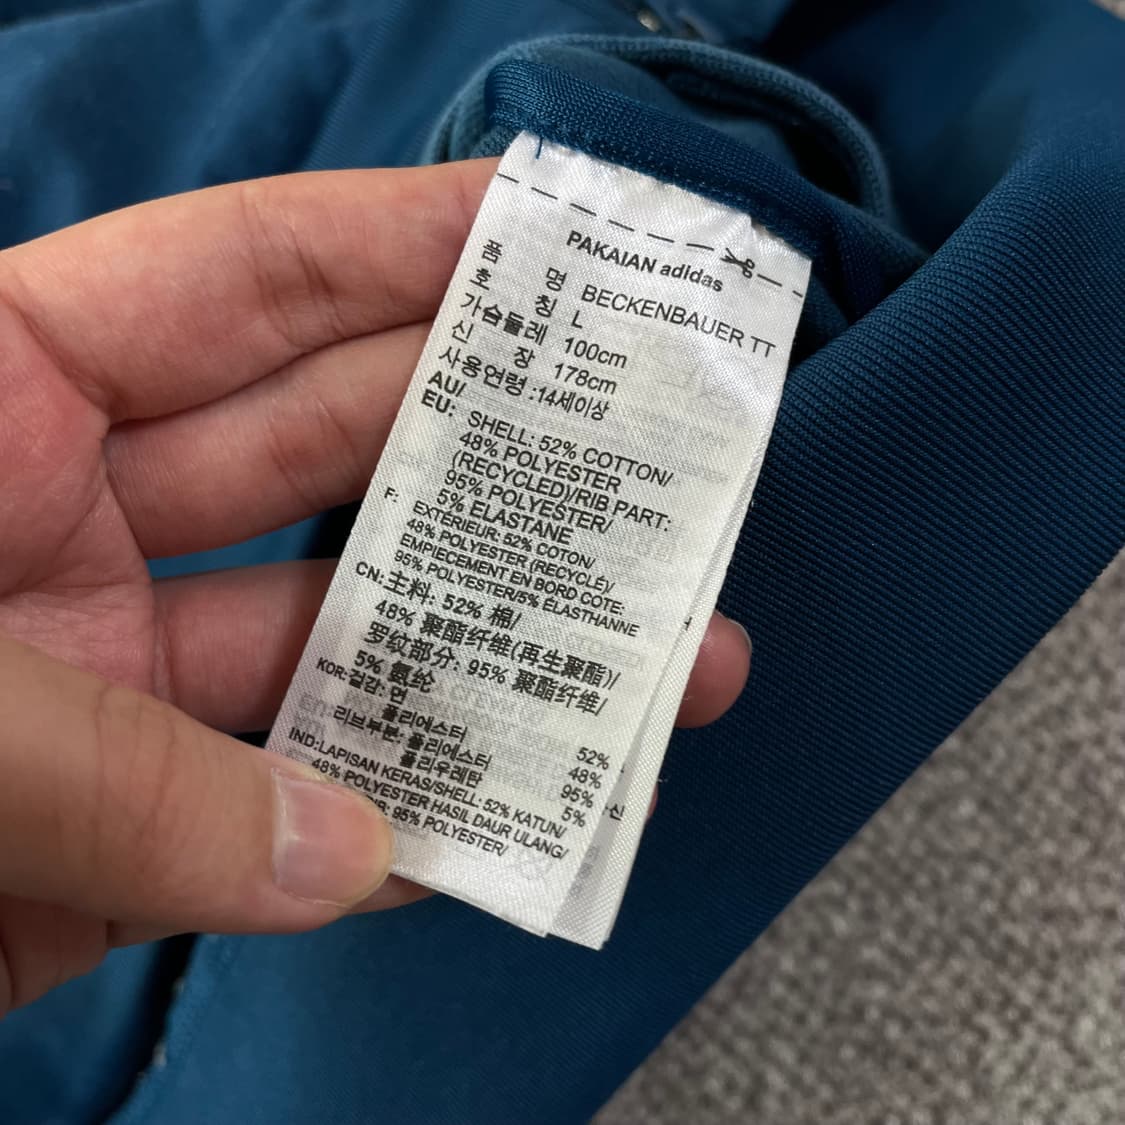 PAKAIAN adidas
품 명 BECKENBAUER TT
호 칭 L
가슴둘레 100cm
신 장 178cm
사용연령 :14세이상
AU/
EU: SHELL: 52% COTTON/
48% POLYESTER
(RECYCLED)/RIB PART:
95% POLYESTER/
5% ELASTANE
F: EXTÉRIEUR: 52% COTON/
48% POLYESTER (RECYCLÉ)/
EMPIECEMENT EN BORD COTE:
95% POLYESTER/5% ÉLASTHANNE
CN: 主料: 52% 棉/
48% 聚酯纤维(再生聚酯)/
罗纹部分: 95% 聚酯纤维/
5% 氨纶
KOR: 겉감: 면 52%
폴리에스터 48%
리브부분: 폴리에스터 95%
폴리우레탄 5%
IND: LAPISAN KERAS/SHELL: 52% KATUN/
48% POLYESTER HASIL DAUR ULANG/
95% POLYESTER/